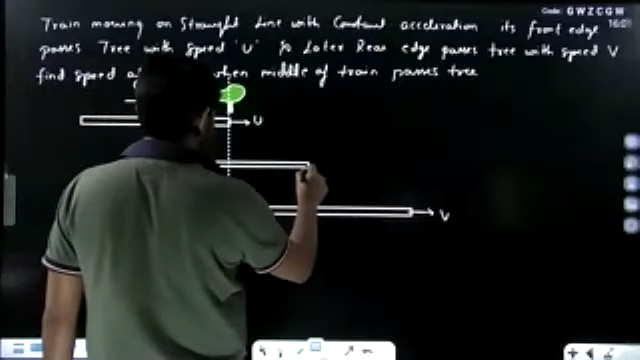 Code: GWZCGM
16:01
Train moving on Straight Line with Constant acceleration its front edge
passes Tree with speed 'U' & Later Rear edge passes tree with speed V
find speed when middle of train passes tree
U
V